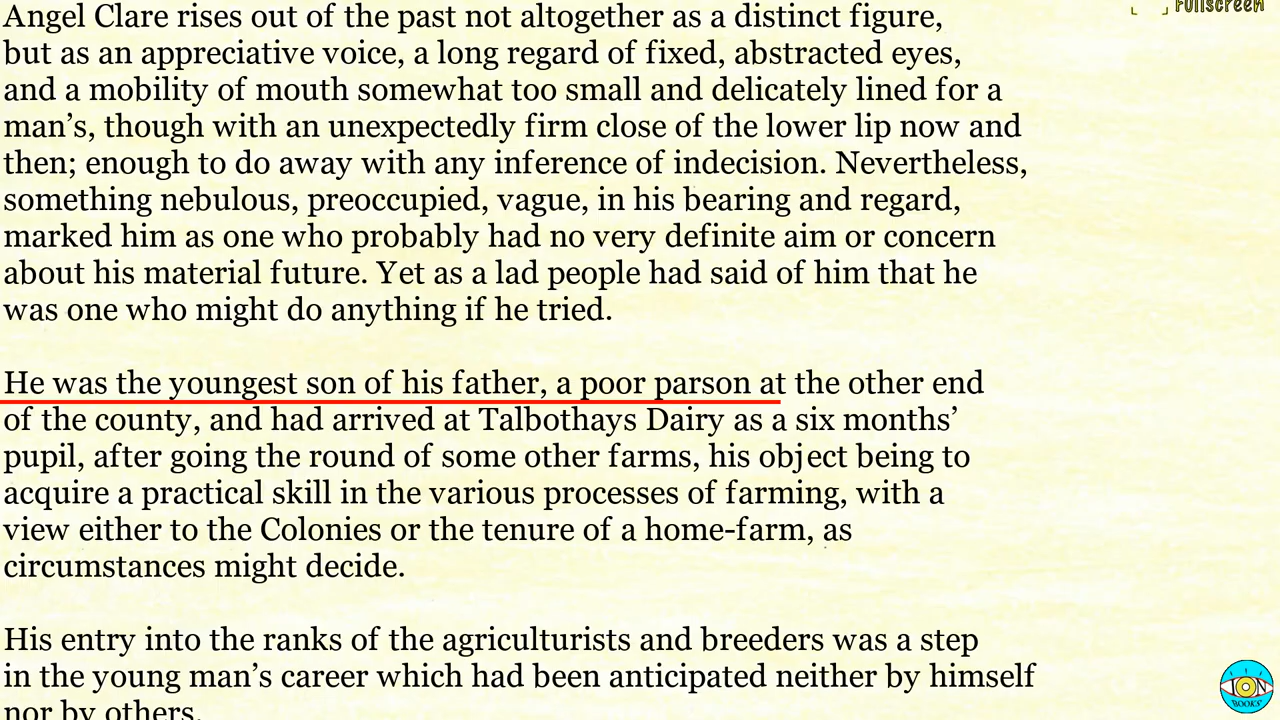 Fullscreen
Angel Clare rises out of the past not altogether as a distinct figure,
but as an appreciative voice, a long regard of fixed, abstracted eyes,
and a mobility of mouth somewhat too small and delicately lined for a
man’s, though with an unexpectedly firm close of the lower lip now and
then; enough to do away with any inference of indecision. Nevertheless,
something nebulous, preoccupied, vague, in his bearing and regard,
marked him as one who probably had no very definite aim or concern
about his material future. Yet as a lad people had said of him that he
was one who might do anything if he tried.
He was the youngest son of his father, a poor parson at the other end
of the county, and had arrived at Talbothays Dairy as a six months’
pupil, after going the round of some other farms, his object being to
acquire a practical skill in the various processes of farming, with a
view either to the Colonies or the tenure of a home-farm, as
circumstances might decide.
His entry into the ranks of the agriculturists and breeders was a step
in the young man’s career which had been anticipated neither by himself
nor by others.
ION
BOOKS